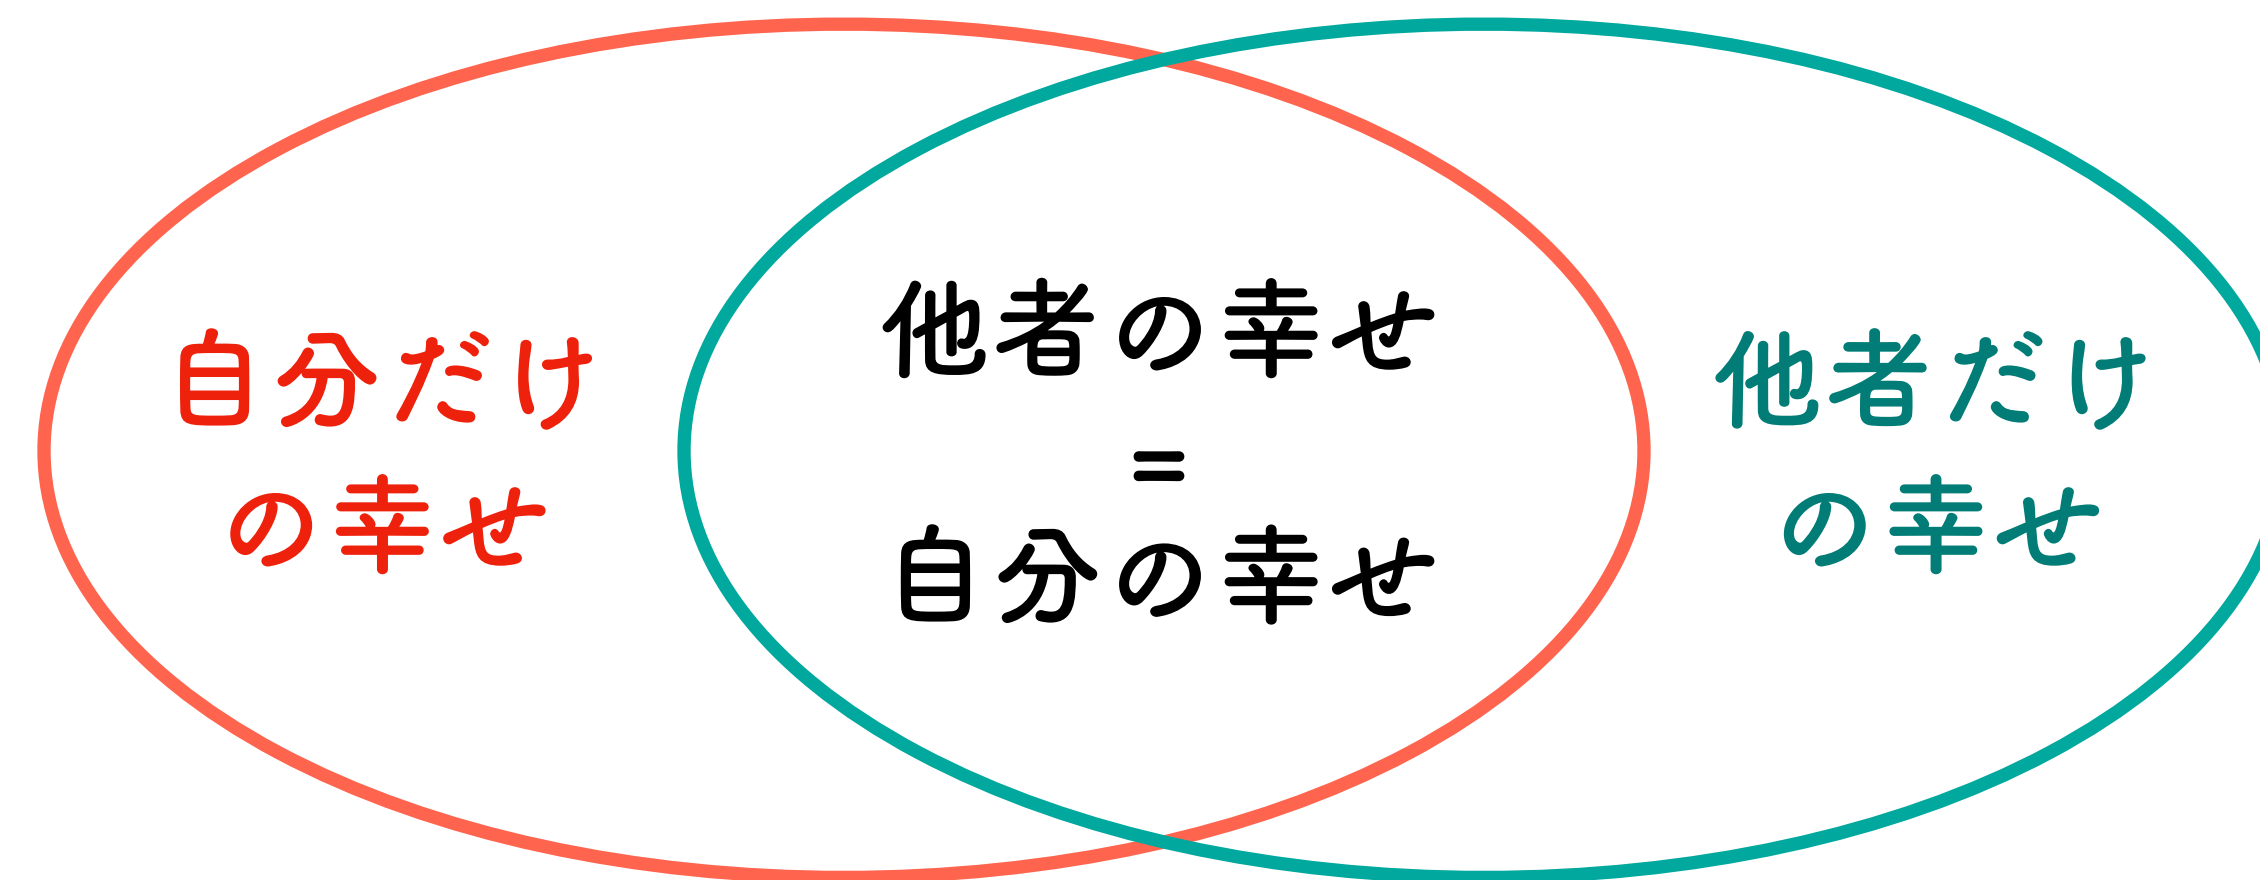 自分だけ
の幸せ
他者の幸せ
=
自分の幸せ
他者だけ
の幸せ